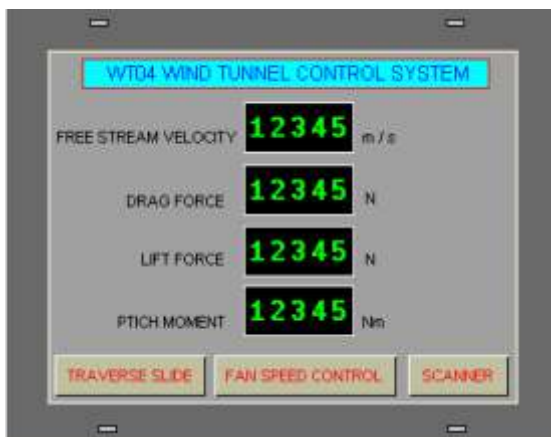 WT04 WIND TUNNEL CONTROL SYSTEM
FREE STREAM VELOCITY 12345 m / s
DRAG FORCE 12345 N
LIFT FORCE 12345 N
PTICH MOMENT 12345 Nm
TRAVERSE SLIDE FAN SPEED CONTROL SCANNER